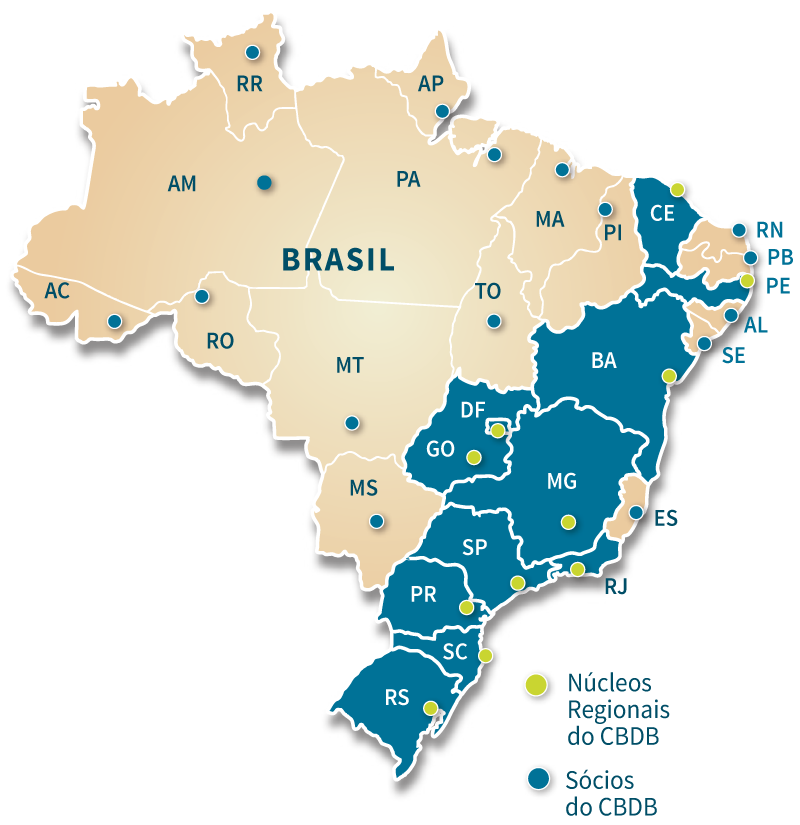 RR
AP
AM
PA
MA
PI
CE
RN
PB
PE
BRASIL
AC
TO
AL
RO
SE
MT
BA
DF
GO
MG
MS
ES
SP
RJ
PR
SC
RS
Núcleos
Regionais
do CBDB
Sócios
do CBDB